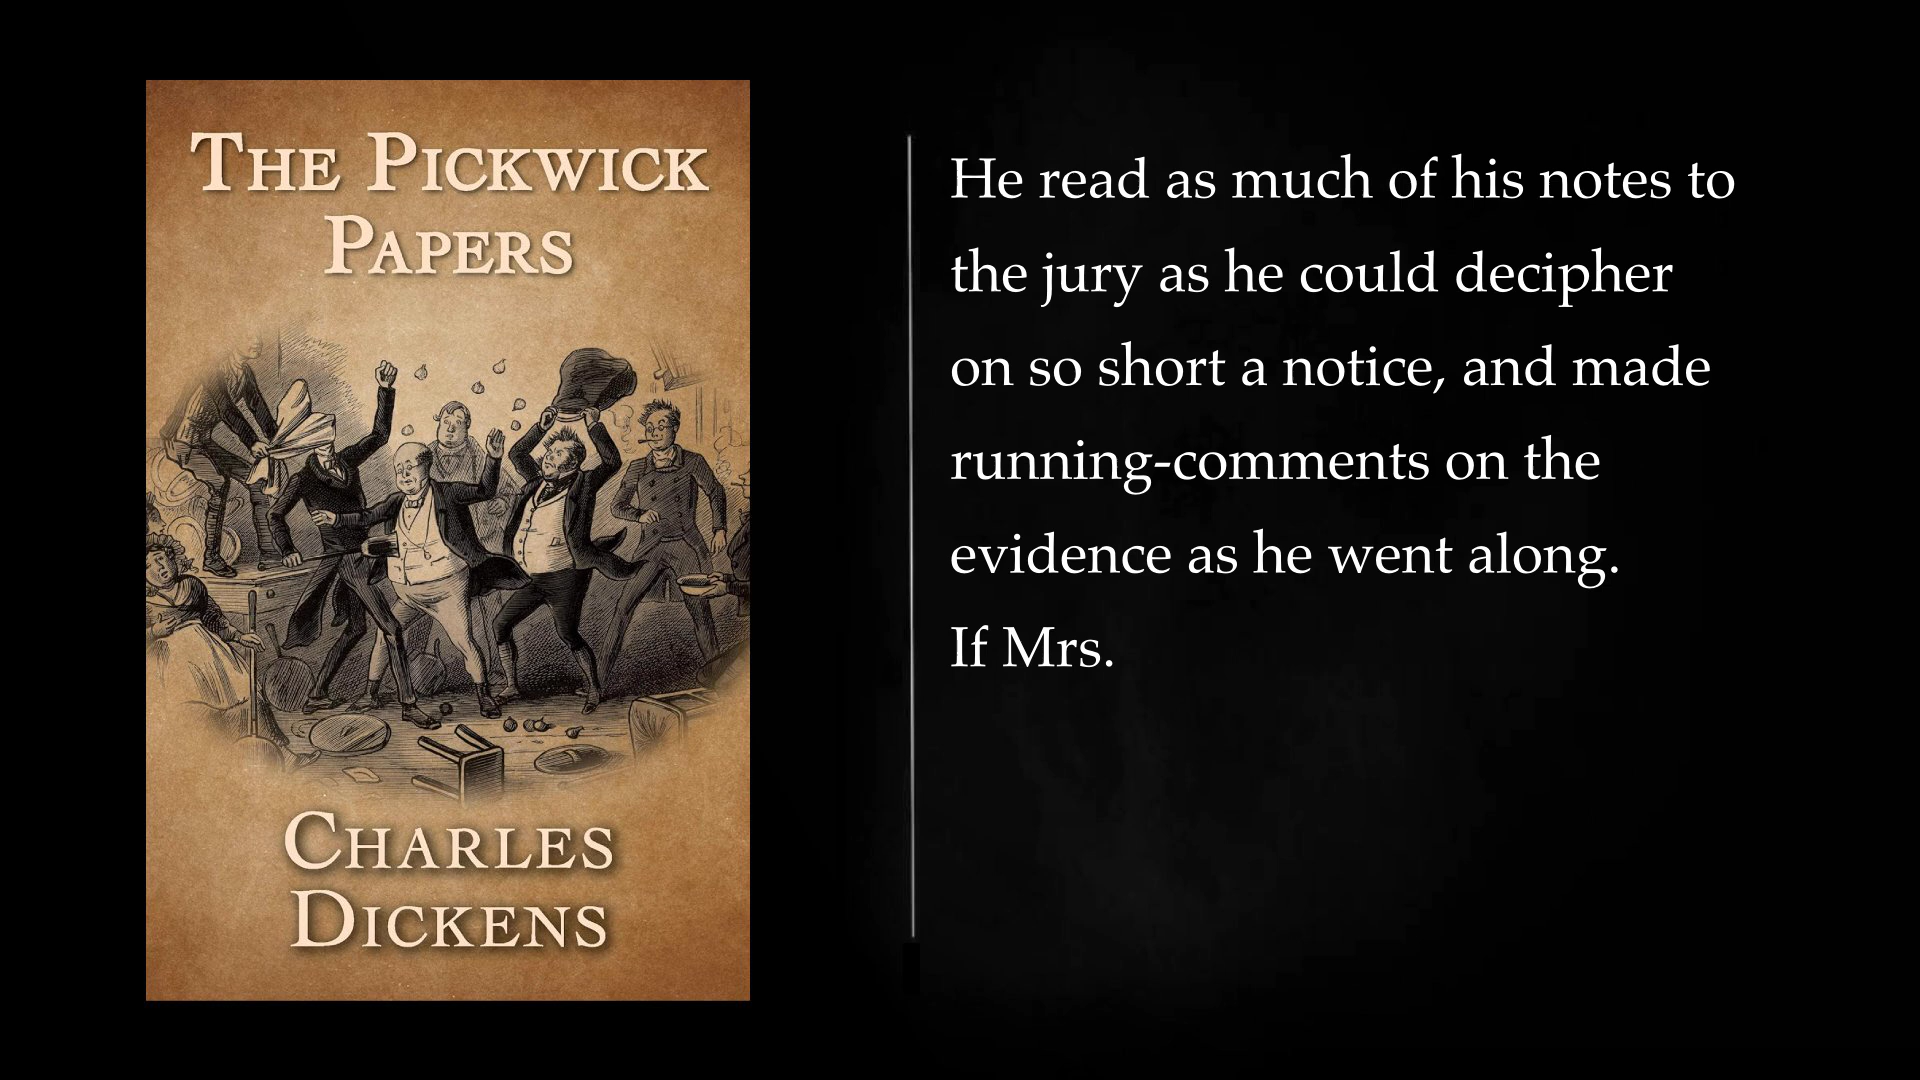 The Pickwick
Papers
Charles
Dickens
He read as much of his notes to
the jury as he could decipher
on so short a notice, and made
running-comments on the
evidence as he went along.
If Mrs.